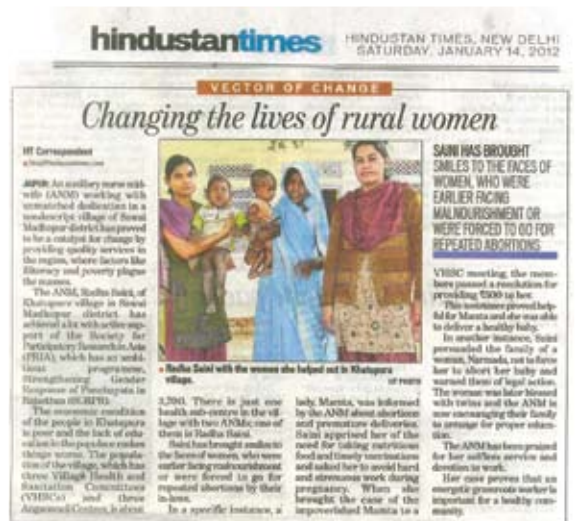 hindustantimes
HINDUSTAN TIMES, NEW DELHI
SATURDAY, JANUARY 14, 2012
VECTOR OF CHANGE
Changing the lives of rural women
HT Correspondent
JAIPUR: An auxiliary nurse mid-
wife (ANM) working with
unmatched dedication in a
nondescript village of Sawai
Madhopur district has proved
to be a catalyst for change by
providing quality services in
the region, where factors like
illiteracy and poverty plague
the masses.
The ANM, Radha Saini, of
Khatupura village in Sawai
Madhopur district has
achieved a lot with active sup-
port of the Society for
Participatory Research in Asia
(PRIA), which has an ambi-
tious programme,
Strengthening Gender
Response of Panchayats in
Rajasthan
The economic condition
of the people in Khatupura
is poor and the lack of edu-
cation in the populace makes
things worse. The popula-
tion of the village, which has
three Village Health and
Sanitation Committees
(VHSCs) and three
Anganwadi Centres, is about
Radha Saini with the women she helped out in Khatupura
village.
HT PHOTO
There is just one
health sub-centre in the vil-
lage with two ANMs; one of
them is Radha Saini.
Saini has brought smiles to
the faces of women, who were
earlier facing malnourishment
or were forced to go for
repeated abortions by their
in-laws.
In a specific instance, a
lady, Mamta, was informed
by the ANM about abortions
and premature deliveries.
Saini apprised her of the
need for taking nutritious
food and timely vaccinations
and asked her to avoid hard
and strenuous work during
pregnancy. When she
brought the case of the
impoverished Mamta to a
SAINI HAS BROUGHT
SMILES TO THE FACES OF
WOMEN, WHO WERE
EARLIER FACING
MALNOURISHMENT OR
WERE FORCED TO GO FOR
REPEATED ABORTIONS
VHSC meeting, the mem-
bers passed a resolution for
providing ₹500 to her.
This assistance proved help-
ful for Mamta and she was able
to deliver a healthy baby.
In another instance, Saini
persuaded the family of a
woman, Narmada, not to force
her to abort her baby and
warned them of legal action.
The woman was later blessed
with twins and the ANM is
now encouraging their family
to arrange for proper educa-
tion.
The ANM has been praised
for her selfless service and
devotion to work.
Her case proves that an
energetic grassroots worker is
important for a healthy com-
munity.